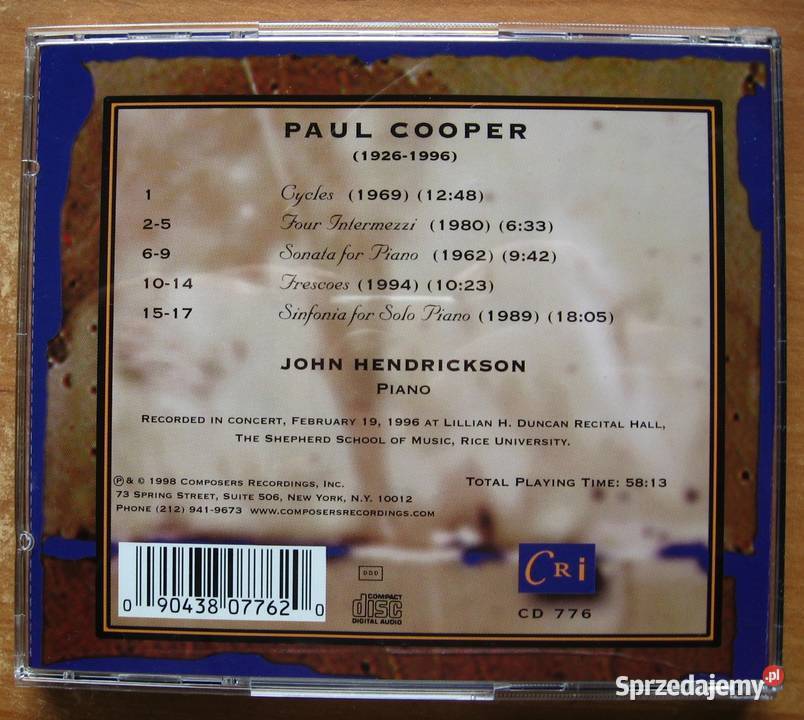 PAUL COOPER
(1926-1996)
1 Cycles (1969) (12:48)
2-5 Four Intermezzi (1980) (6:33)
6-9 Sonata for Piano (1962) (9:42)
10-14 Frescoes (1994) (10:23)
15-17 Sinfonia for Solo Piano (1989) (18:05)
JOHN HENDRICKSON
PIANO
RECORDED IN CONCERT, FEBRUARY 19, 1996 AT LILLIAN H. DUNCAN RECITAL HALL,
THE SHEPHERD SCHOOL OF MUSIC, RICE UNIVERSITY.
℗ & © 1998 COMPOSERS RECORDINGS, INC.
73 SPRING STREET, SUITE 506, NEW YORK, N.Y. 10012
PHONE (212) 941-9673 WWW.COMPOSERSRECORDINGS.COM
TOTAL PLAYING TIME: 58:13
0 90438 07762 0
DDD
COMPACT
disc
DIGITAL AUDIO
CRi
CD 776
Sprzedajemy.pl